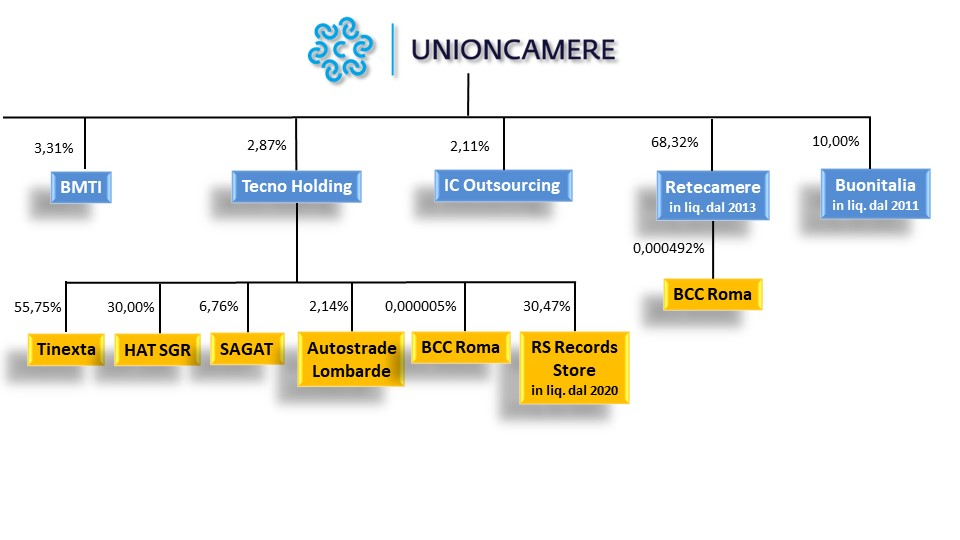 UNIONCAMERE
3,31%
2,87%
2,11%
68,32%
10,00%
BMTI
Tecno Holding
IC Outsourcing
Retecamere
in liq. dal 2013
Buonitalia
in liq. dal 2011
0,000492%
BCC Roma
55,75%
30,00%
6,76%
2,14%
0,000005%
30,47%
Tinexta
HAT SGR
SAGAT
Autostrade
Lombarde
BCC Roma
RS Records
Store
in liq. dal 2020